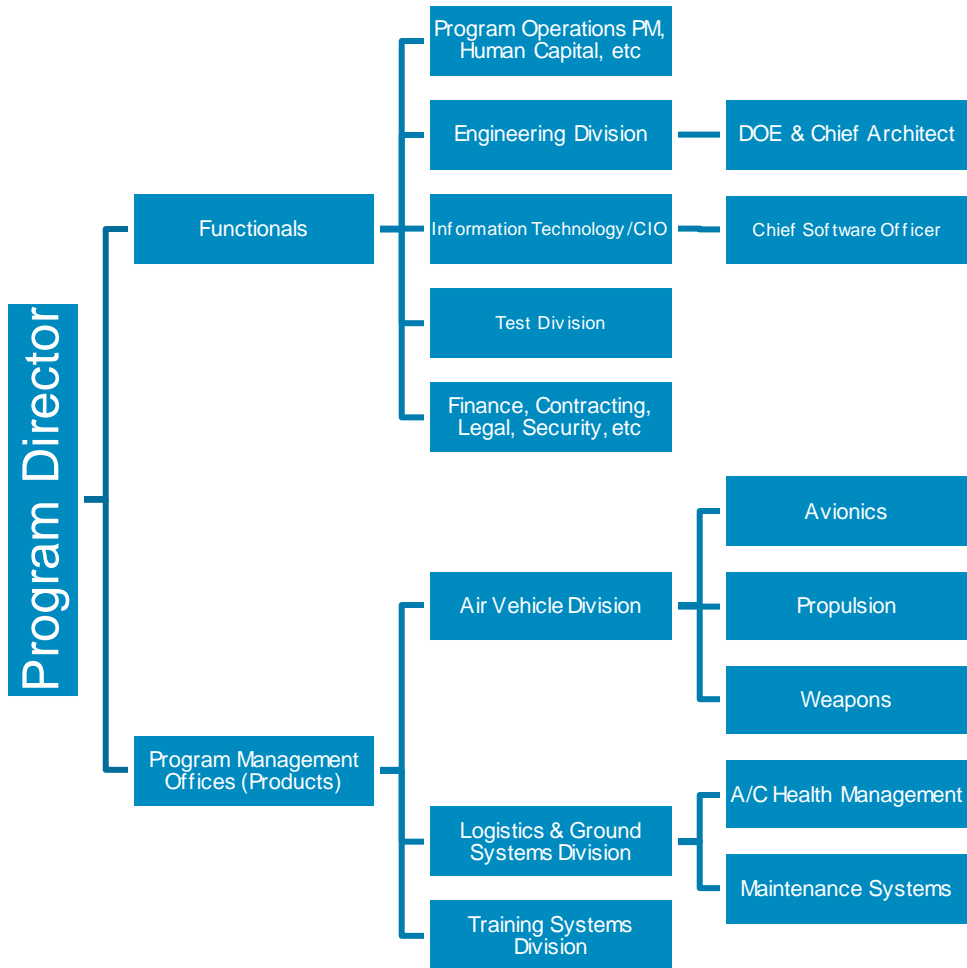 Program Director
Functionals
Program Operations PM,
Human Capital, etc
Engineering Division
DOE & Chief Architect
Information Technology/CIO
Chief Software Officer
Test Division
Finance, Contracting,
Legal, Security, etc
Program Management
Offices (Products)
Air Vehicle Division
Avionics
Propulsion
Weapons
Logistics & Ground
Systems Division
A/C Health Management
Maintenance Systems
Training Systems
Division